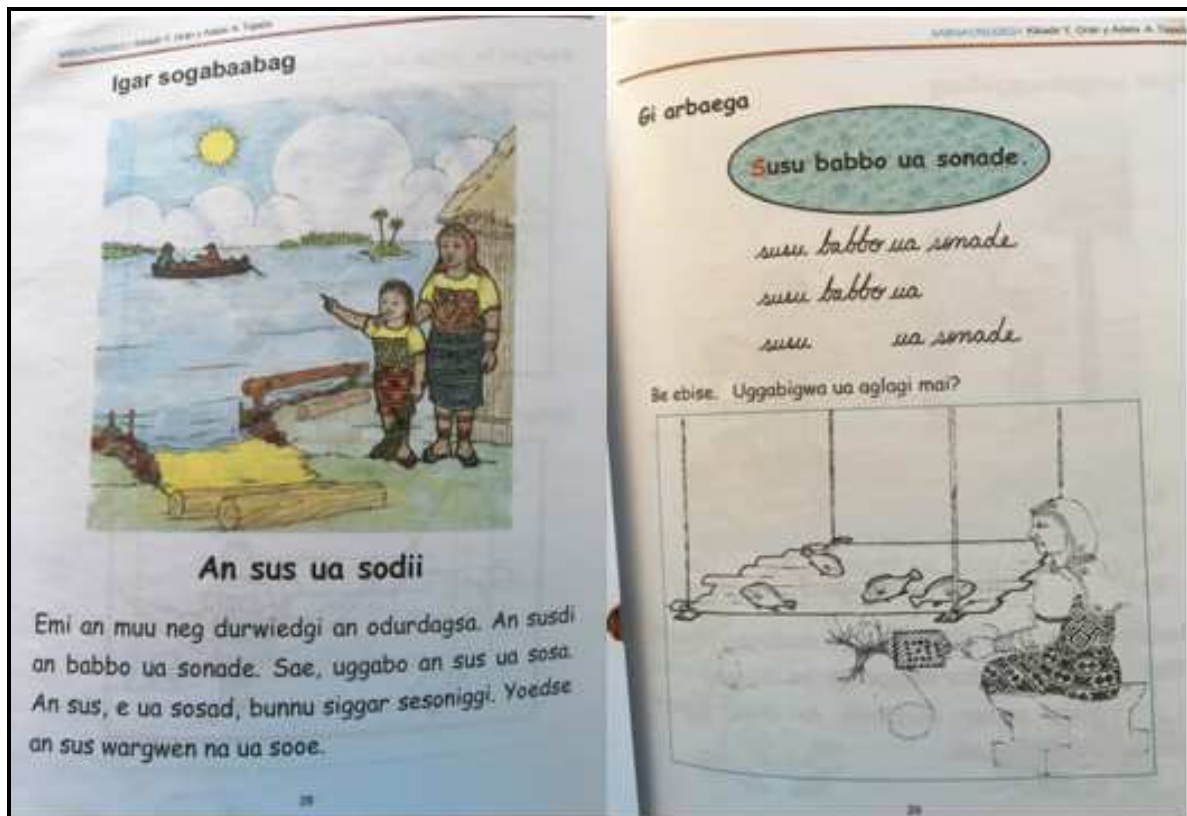 Igar sogabaabag
An sus ua sodii
Emi an muu neg durwiedgi an odurdagsa. An susdi
an babbo ua sonade. Sae, uggabo an sus ua sosa.
An sus, e ua sosad, bunnu siggar sesoniggi. Yoedse
an sus wargwen na ua sooe.
Gi arbaega
Susu babbo ua sonade.
susu babbo ua sonade
susu babbo ua
susu ua sonade
Be ebise. Uggabigwa ua aglagi mai?